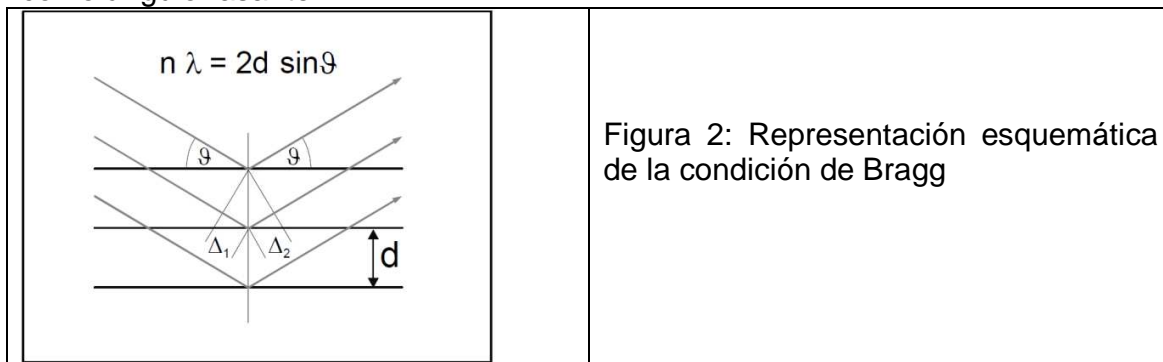 n λ = 2d sinϑ
ϑ ϑ
Δ₁ Δ₂
d
Figura 2: Representación esquemática
de la condición de Bragg